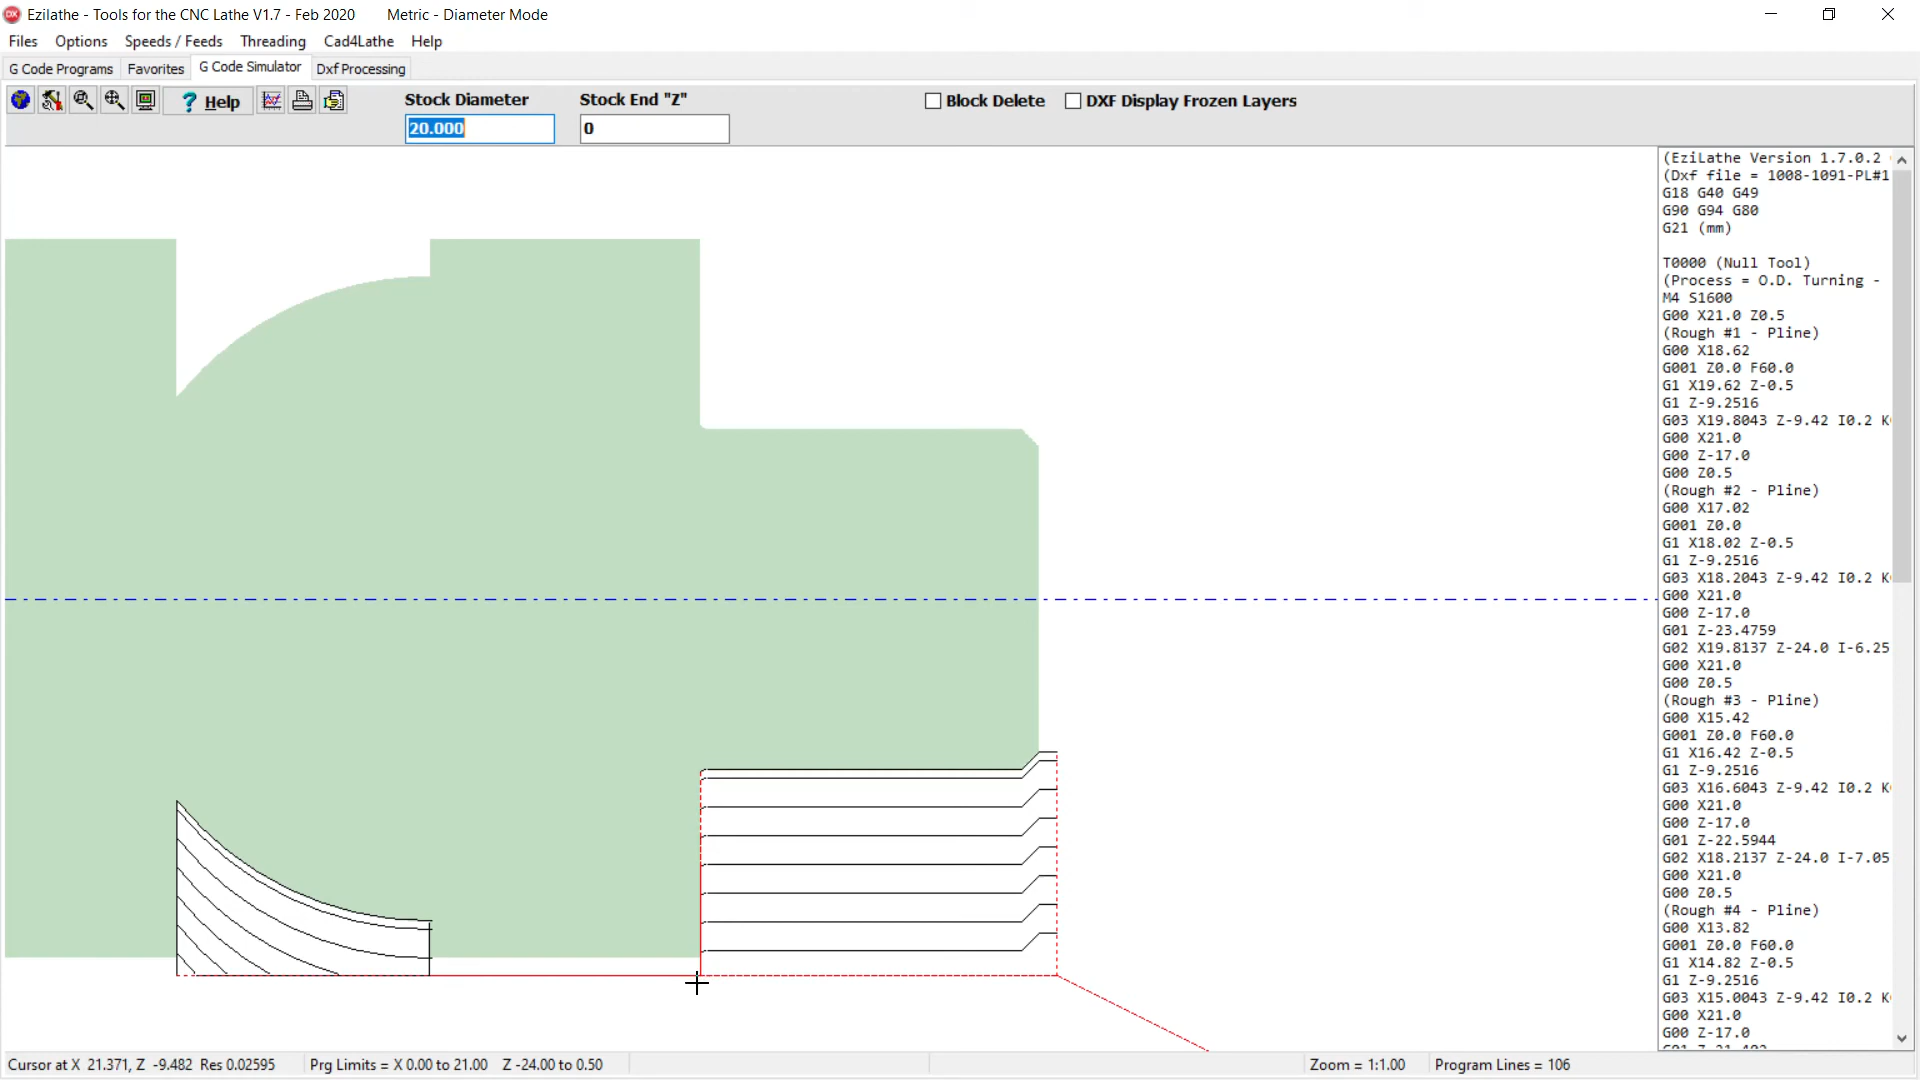 Ezilathe - Tools for the CNC Lathe V1.7 - Feb 2020 Metric - Diameter Mode
Files Options Speeds / Feeds Threading Cad4Lathe Help
G Code Programs Favorites G Code Simulator Dxf Processing
? Help
Stock Diameter Stock End "Z"
20.000 0
Block Delete DXF Display Frozen Layers
(EziLathe Version 1.7.0.2
(Dxf file = 1008-1091-PL#1
G18 G40 G49
G90 G94 G80
G21 (mm)
T0000 (Null Tool)
(Process = O.D. Turning -
M4 S1600
G00 X21.0 Z0.5
(Rough #1 - Pline)
G00 X18.62
G001 Z0.0 F60.0
G1 X19.62 Z-0.5
G1 Z-9.2516
G03 X19.8043 Z-9.42 I0.2 K
G00 X21.0
G00 Z-17.0
G00 Z0.5
(Rough #2 - Pline)
G00 X17.02
G001 Z0.0
G1 X18.02 Z-0.5
G1 Z-9.2516
G03 X18.2043 Z-9.42 I0.2 K
G00 X21.0
G00 Z-17.0
G01 Z-23.4759
G02 X19.8137 Z-24.0 I-6.25
G00 X21.0
G00 Z0.5
(Rough #3 - Pline)
G00 X15.42
G001 Z0.0 F60.0
G1 X16.42 Z-0.5
G1 Z-9.2516
G03 X16.6043 Z-9.42 I0.2 K
G00 X21.0
G00 Z-17.0
G01 Z-22.5944
G02 X18.2137 Z-24.0 I-7.05
G00 X21.0
G00 Z0.5
(Rough #4 - Pline)
G00 X13.82
G001 Z0.0 F60.0
G1 X14.82 Z-0.5
G1 Z-9.2516
G03 X15.0043 Z-9.42 I0.2 K
G00 X21.0
G00 Z-17.0
Cursor at X 21.371, Z -9.482 Res 0.02595 Prg Limits = X 0.00 to 21.00 Z -24.00 to 0.50 Zoom = 1:1.00 Program Lines = 106